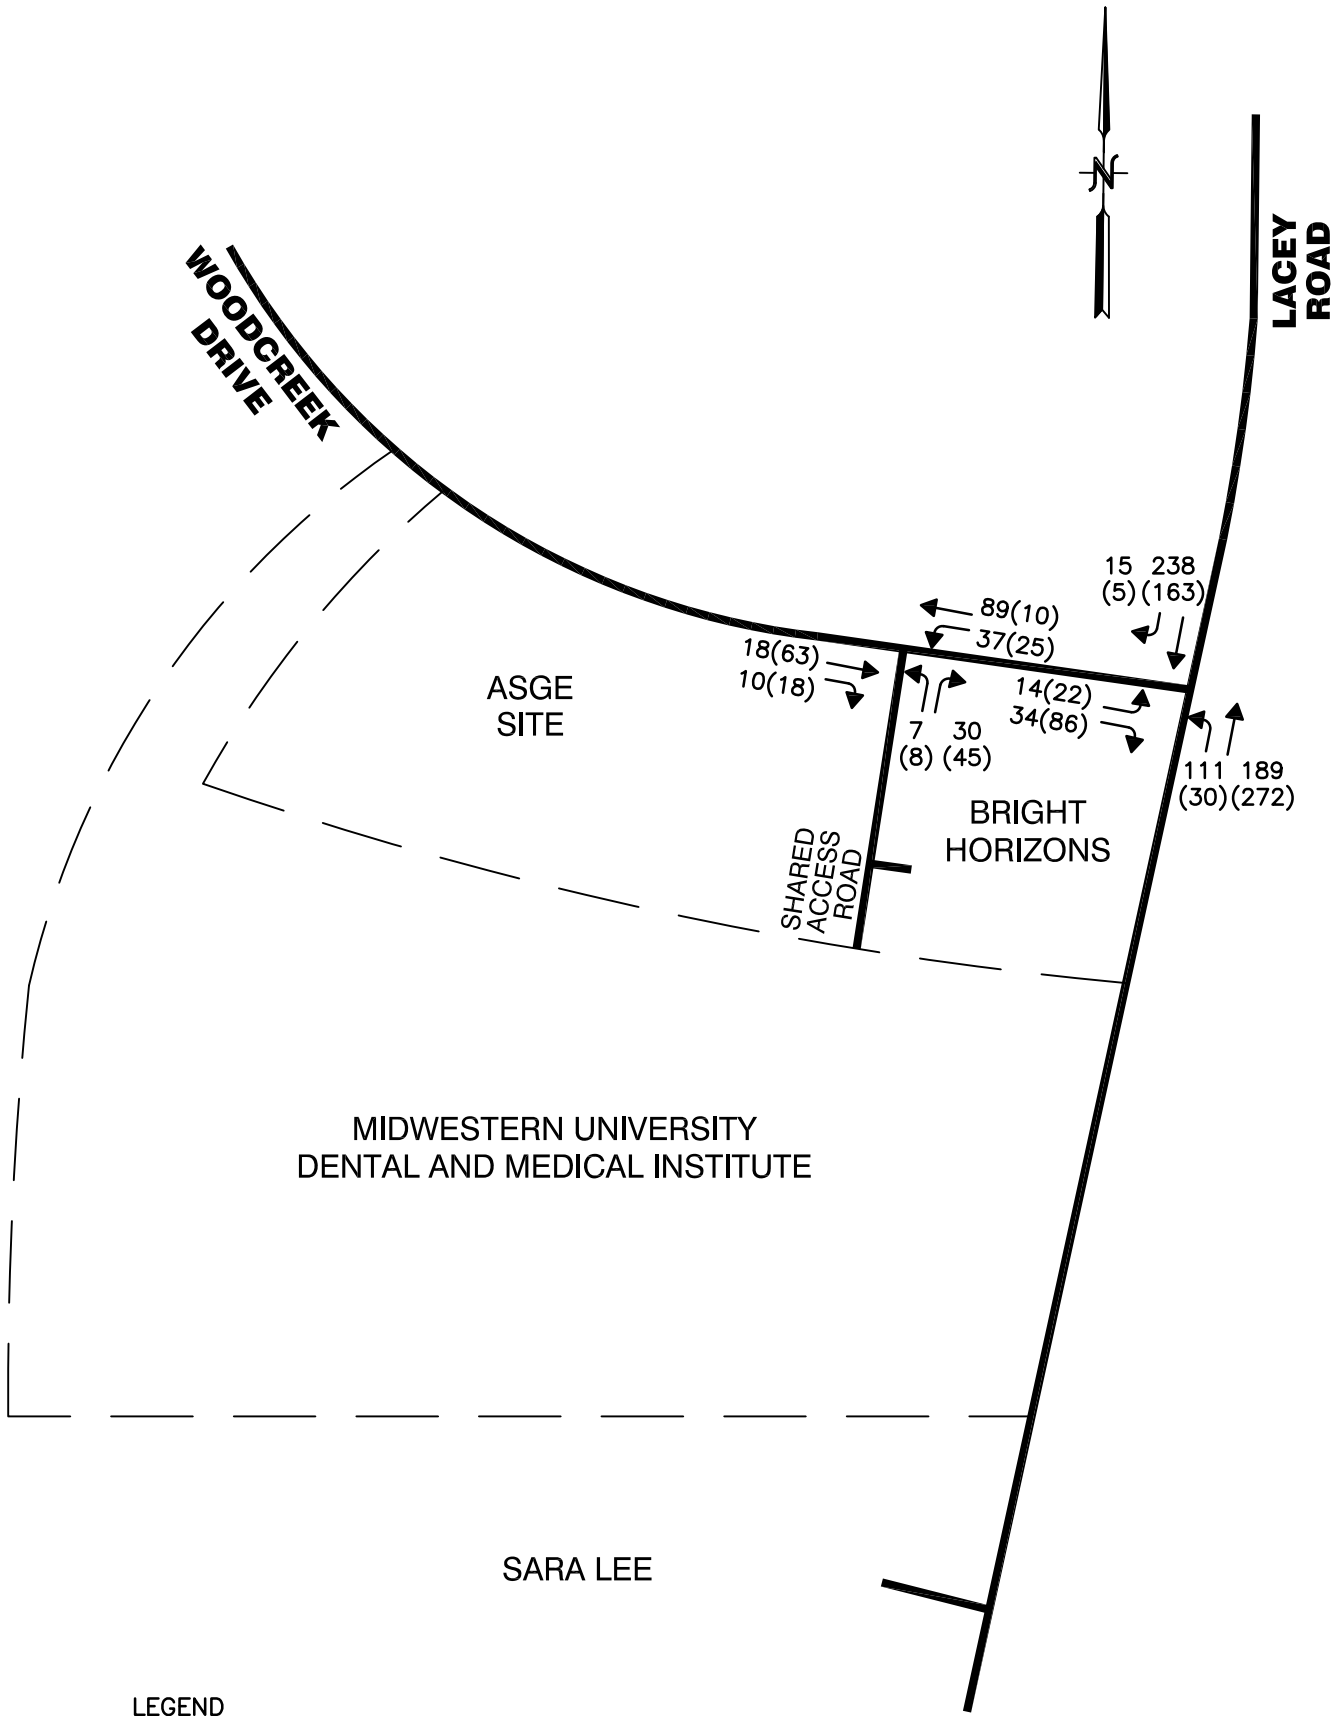 N
LACEY
ROAD
WOODCREEK
DRIVE
15 238
(5) (163)
89(10)
37(25)
18(63)
10(18)
14(22)
34(86)
7 30
(8) (45)
111 189
(30) (272)
ASGE
SITE
BRIGHT
HORIZONS
SHARED
ACCESS
ROAD
MIDWESTERN UNIVERSITY
DENTAL AND MEDICAL INSTITUTE
SARA LEE
LEGEND